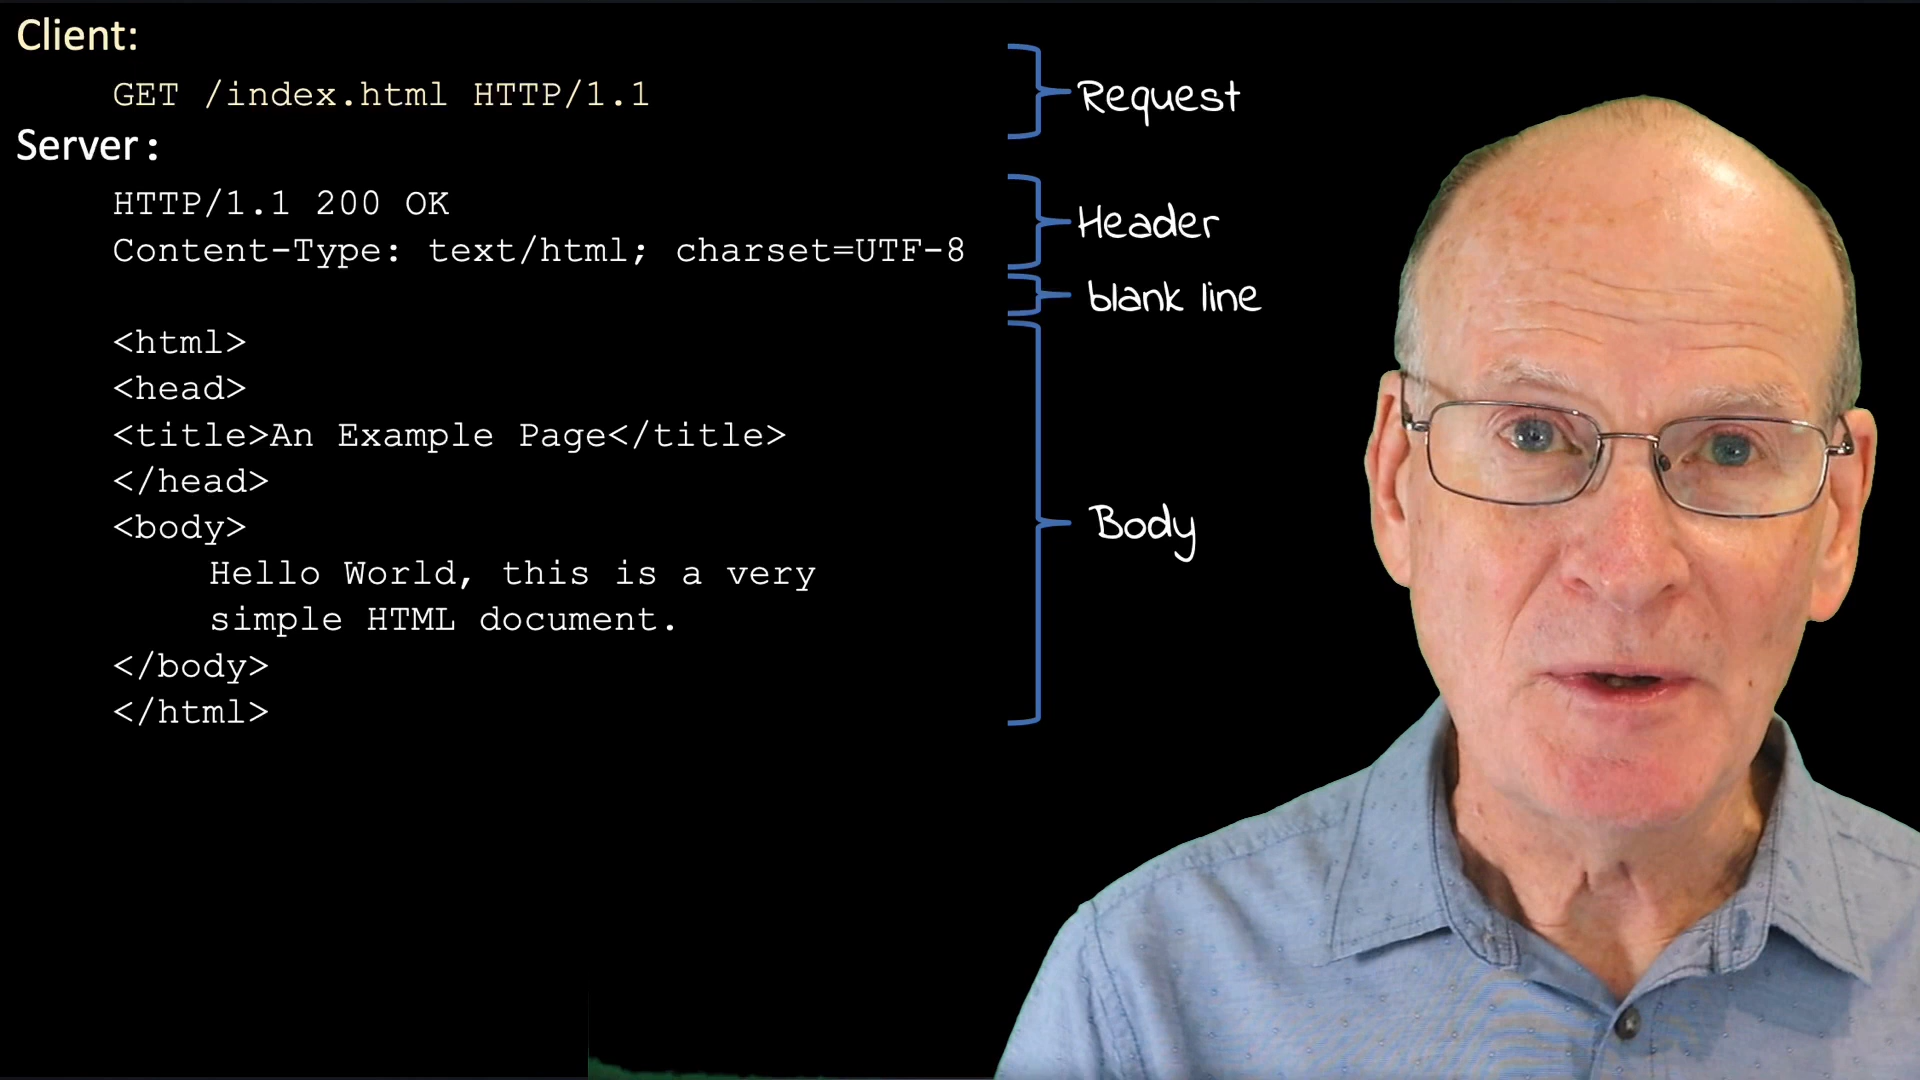 Client:
GET /index.html HTTP/1.1
Request
Server:
HTTP/1.1 200 OK
Content-Type: text/html; charset=UTF-8
Header
blank line
<html>
<head>
<title>An Example Page</title>
</head>
<body>
Hello World, this is a very
simple HTML document.
</body>
</html>
Body